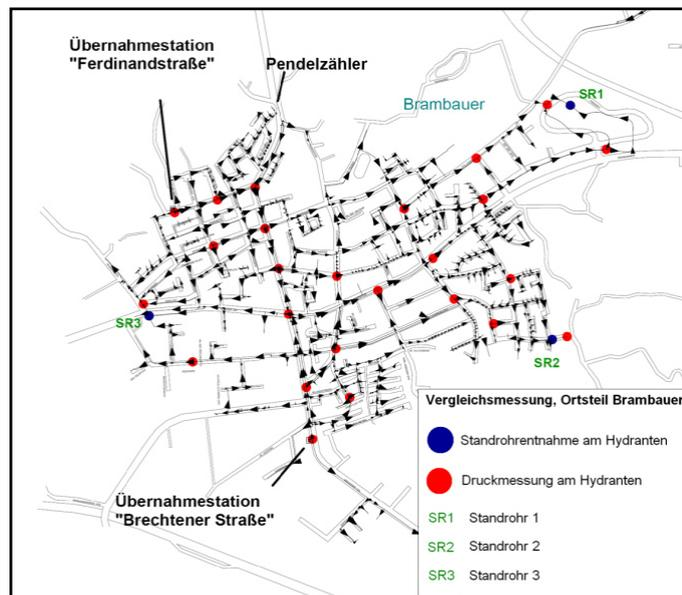 Übernahmestation
"Ferdinandstraße"
Pendelzähler
Brambauer
SR1
SR3
SR2
Übernahmestation
"Brechtener Straße"
Vergleichsmessung, Ortsteil Brambauer
Standrohrentnahme am Hydranten
Druckmessung am Hydranten
SR1 Standrohr 1
SR2 Standrohr 2
SR3 Standrohr 3